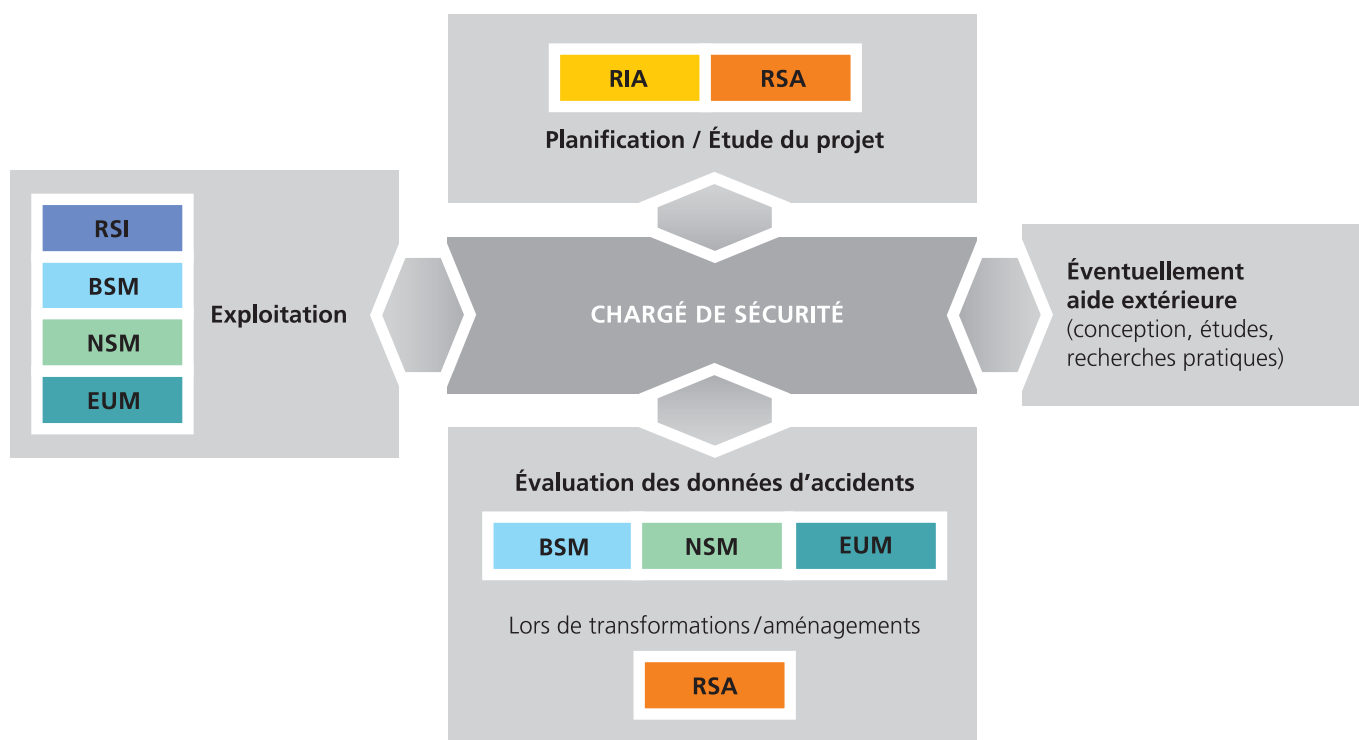 RIA
RSA
Planification / Étude du projet
RSI
BSM
NSM
EUM
Exploitation
CHARGÉ DE SÉCURITÉ
Éventuellement
aide extérieure
(conception, études,
recherches pratiques)
Évaluation des données d’accidents
BSM
NSM
EUM
Lors de transformations/aménagements
RSA